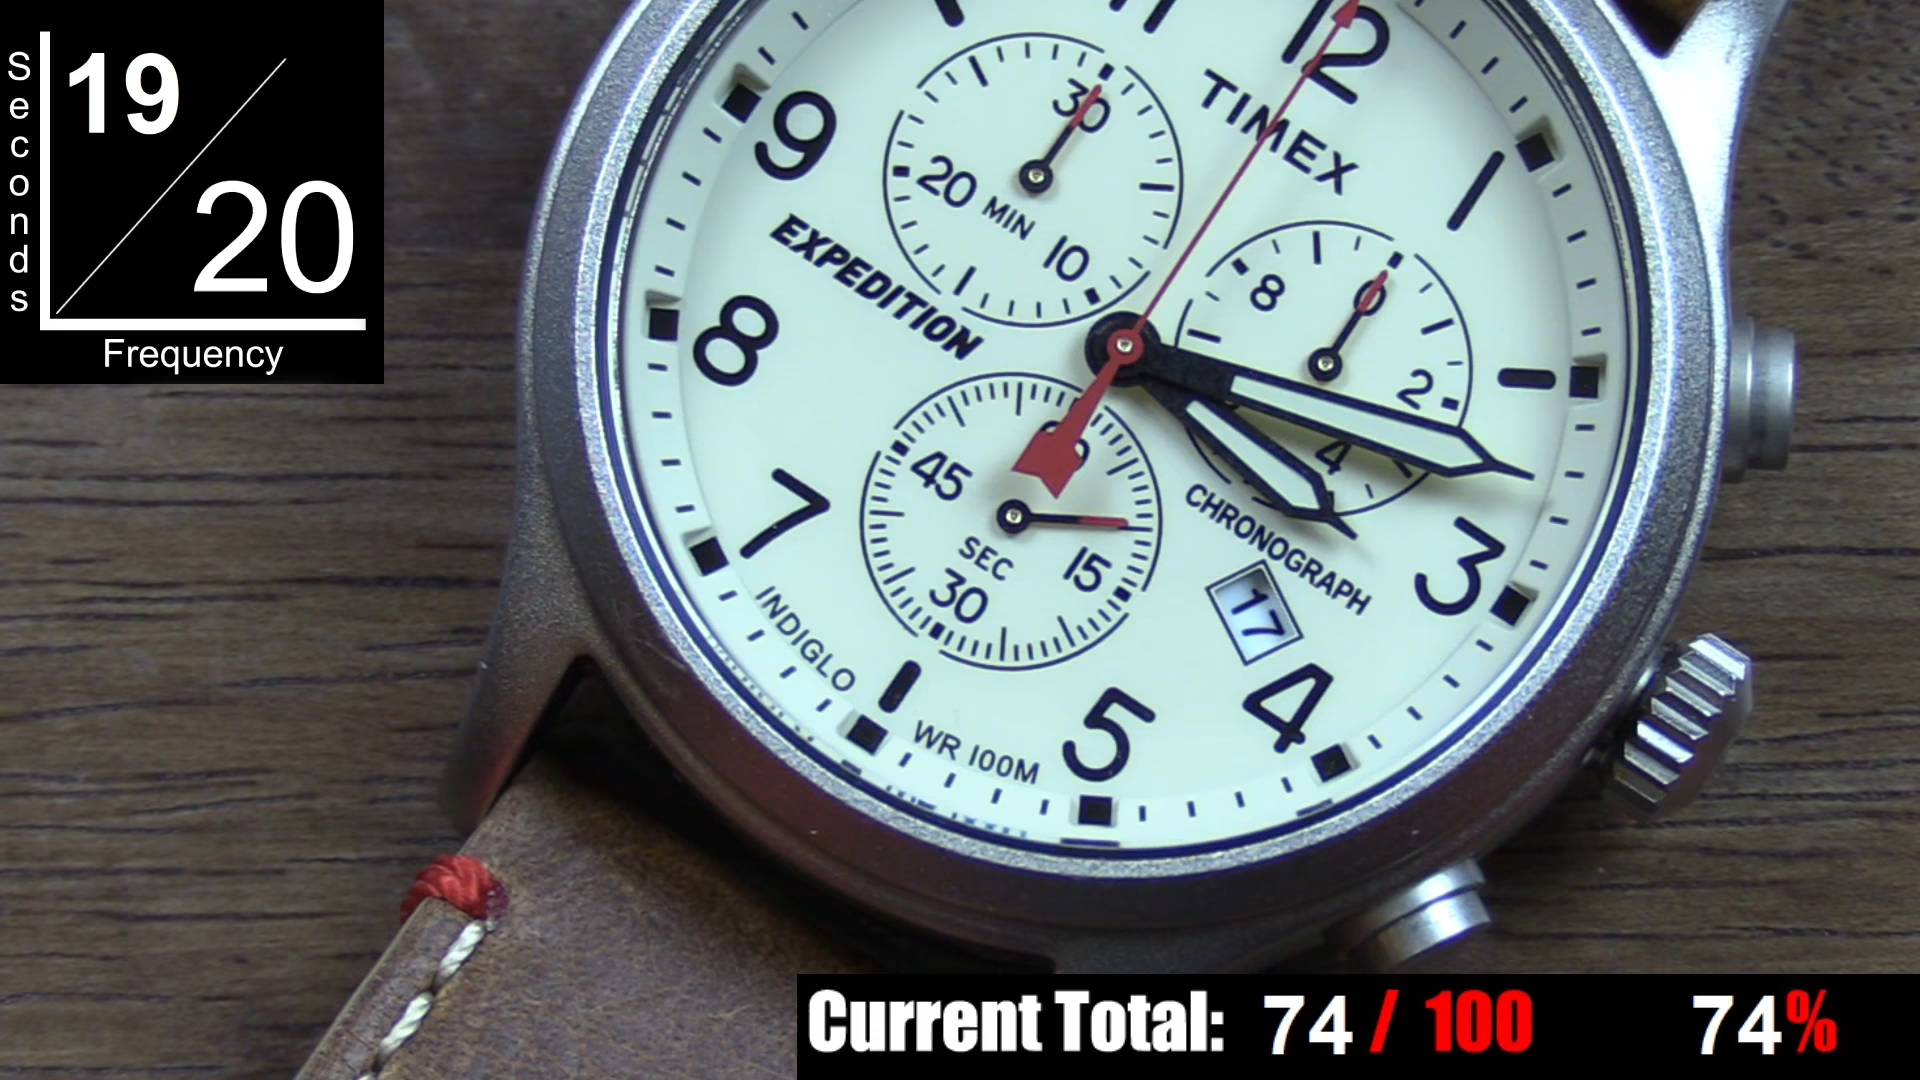 Seconds
19
20
Frequency
12
TIMEX
30
20
10
MIN
9
EXPEDITION
8
0
8
2
4
CHRONOGRAPH
45
15
30
SEC
3
17
7
INDIGLO
WR 100M
5
4
Current Total: 74 / 100 74%